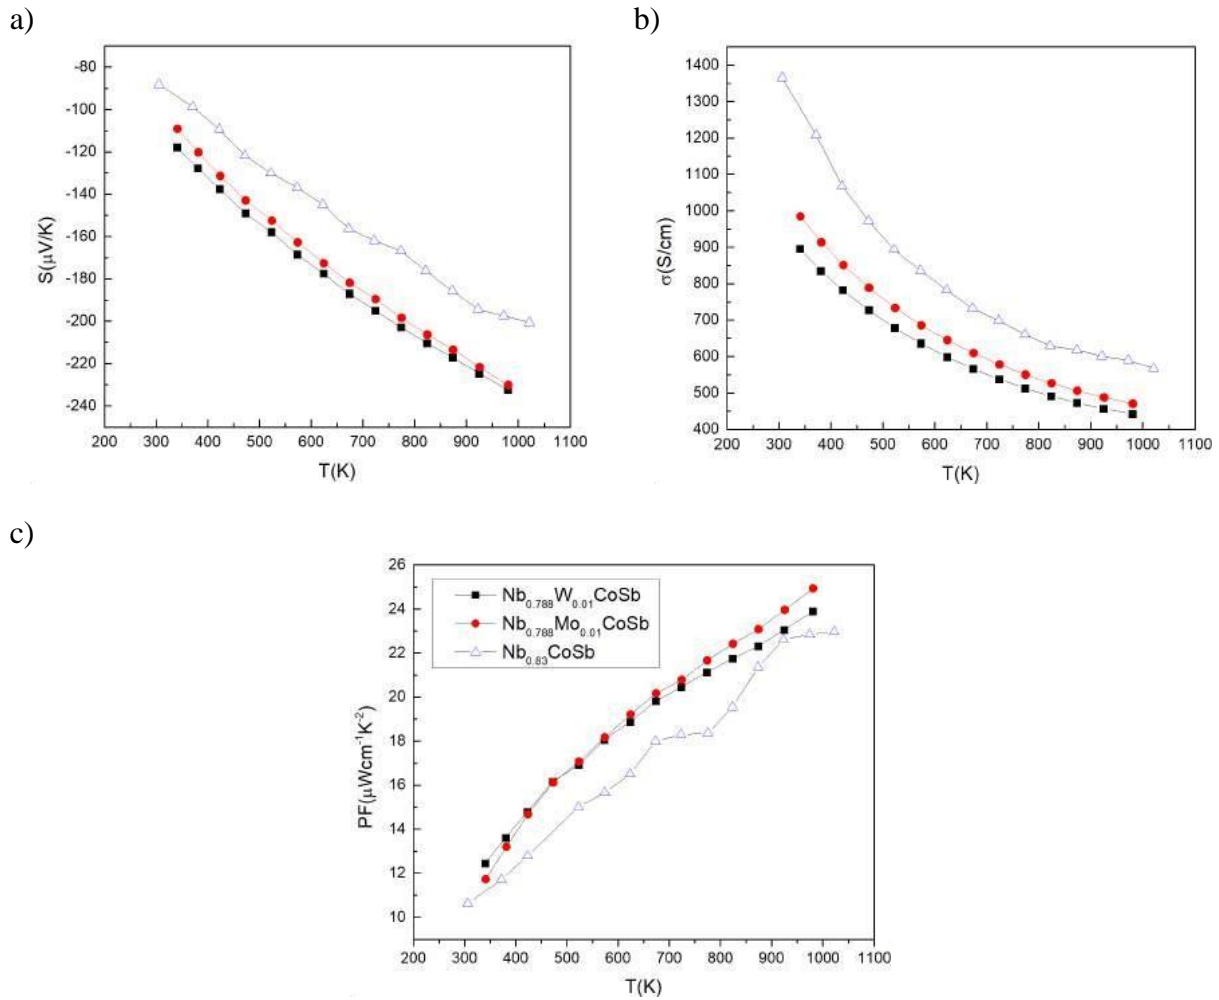 a)
-80
-100
-120
-140
-160
-180
-200
-220
-240
S(μV/K)
200 300 400 500 600 700 800 900 1000 1100
T(K)
b)
1400
1300
1200
1100
1000
900
800
700
600
500
400
σ(S/cm)
200 300 400 500 600 700 800 900 1000 1100
T(K)
c)
26
24
22
20
18
16
14
12
10
PF(μWcm⁻¹K⁻²)
Nb₀.₇₈₈W₀.₀₁CoSb
Nb₀.₇₈₈Mo₀.₀₁CoSb
Nb₀.₈₃CoSb
200 300 400 500 600 700 800 900 1000 1100
T(K)